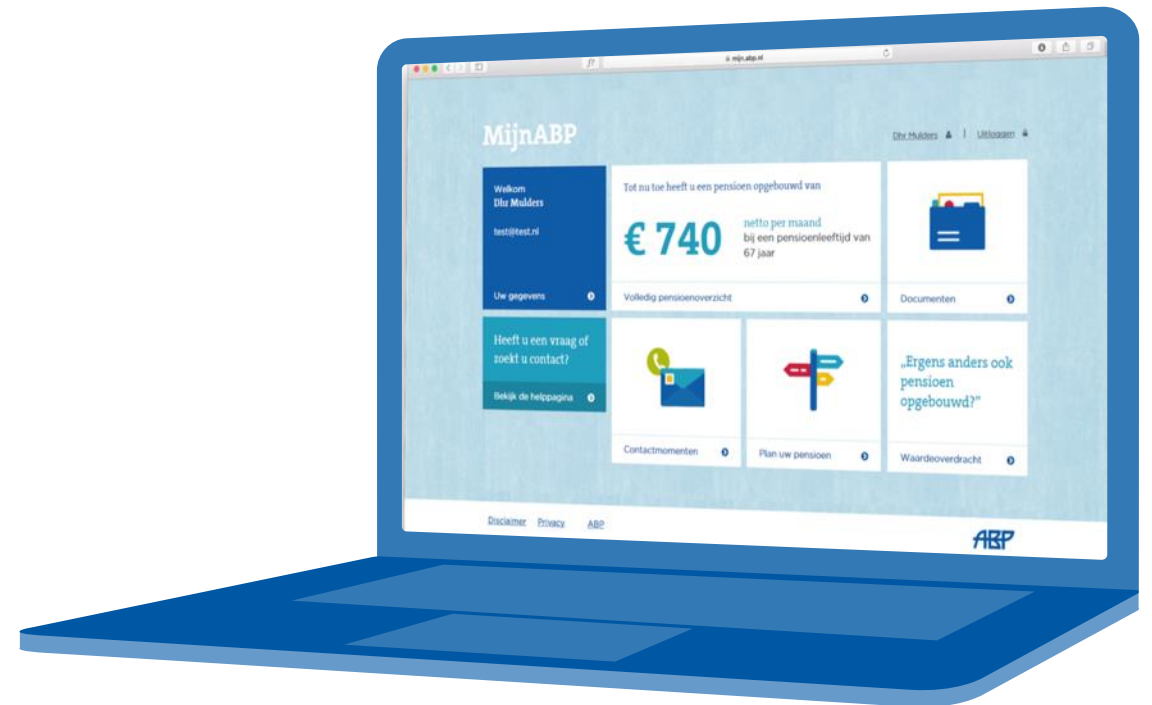 mijn.abp.nl
MijnABP
Dhr Mulders | Uitloggen
Welkom
Dhr Mulders
test@test.nl
Uw gegevens
Tot nu toe heeft u een pensioen opgebouwd van
€ 740
netto per maand
bij een pensioenleeftijd van
67 jaar
Volledig pensioenoverzicht
Documenten
Heeft u een vraag of
zoekt u contact?
Bekijk de helppagina
Contactmomenten
Plan uw pensioen
„Ergens anders ook
pensioen
opgebouwd?”
Waardeoverdracht
Disclaimer Privacy ABP
ABP